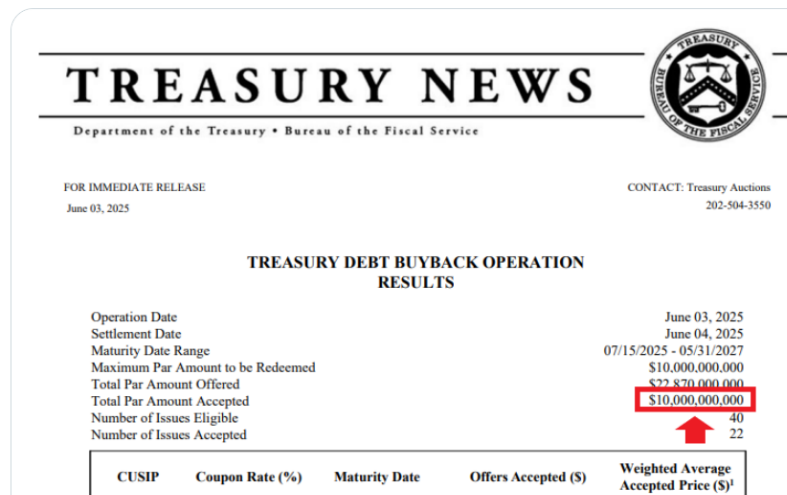 TREASURY NEWS
Department of the Treasury • Bureau of the Fiscal Service
TREASURY
BUREAU OF THE FISCAL SERVICE
FOR IMMEDIATE RELEASE
June 03, 2025
CONTACT: Treasury Auctions
202-504-3550
TREASURY DEBT BUYBACK OPERATION
RESULTS
Operation Date June 03, 2025
Settlement Date June 04, 2025
Maturity Date Range 07/15/2025 - 05/31/2027
Maximum Par Amount to be Redeemed $10,000,000,000
Total Par Amount Offered $22,870,000,000
Total Par Amount Accepted $10,000,000,000
Number of Issues Eligible 40
Number of Issues Accepted 22
CUSIP Coupon Rate (%) Maturity Date Offers Accepted ($) Weighted Average
Accepted Price ($)¹